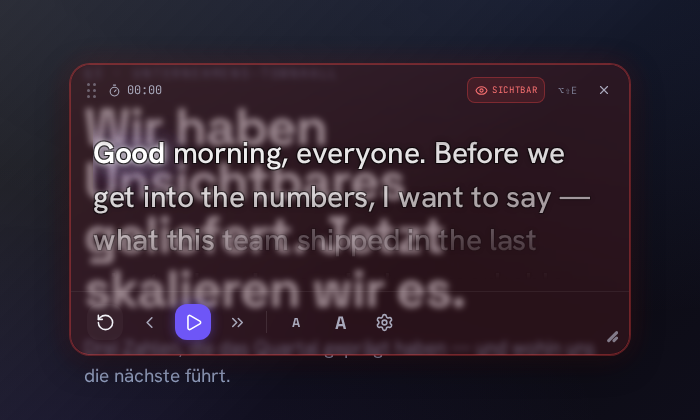 00:00
SICHTBAR
⌥⇧E
Wir haben
Good morning, everyone. Before we
Unsichtbares
get into the numbers, I want to say —
geliefert. Jetzt
what this team shipped in the last
skalieren wir es.
A A
die nächste führt.